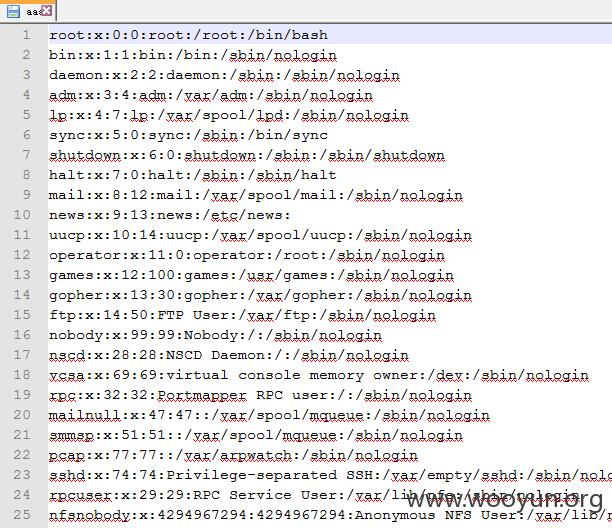 aa
1 root:x:0:0:root:/root:/bin/bash
2 bin:x:1:1:bin:/bin:/sbin/nologin
3 daemon:x:2:2:daemon:/sbin:/sbin/nologin
4 adm:x:3:4:adm:/var/adm:/sbin/nologin
5 lp:x:4:7:lp:/var/spool/lpd:/sbin/nologin
6 sync:x:5:0:sync:/sbin:/bin/sync
7 shutdown:x:6:0:shutdown:/sbin:/sbin/shutdown
8 halt:x:7:0:halt:/sbin:/sbin/halt
9 mail:x:8:12:mail:/var/spool/mail:/sbin/nologin
10 news:x:9:13:news:/etc/news:
11 uucp:x:10:14:uucp:/var/spool/uucp:/sbin/nologin
12 operator:x:11:0:operator:/root:/sbin/nologin
13 games:x:12:100:games:/usr/games:/sbin/nologin
14 gopher:x:13:30:gopher:/var/gopher:/sbin/nologin
15 ftp:x:14:50:FTP User:/var/ftp:/sbin/nologin
16 nobody:x:99:99:Nobody:/:/sbin/nologin
17 nscd:x:28:28:NSCD Daemon:/:/sbin/nologin
18 vcsa:x:69:69:virtual console memory owner:/dev:/sbin/nologin
19 rpc:x:32:32:Portmapper RPC user:/:/sbin/nologin
20 mailnull:x:47:47::/var/spool/mqueue:/sbin/nologin
21 smmsp:x:51:51::/var/spool/mqueue:/sbin/nologin
22 pcap:x:77:77::/var/arpwatch:/sbin/nologin
23 sshd:x:74:74:Privilege-separated SSH:/var/empty/sshd:/sbin/nolo
24 rpcuser:x:29:29:RPC Service User:/var/lib/nfs:/sbin/nologin
25 nfsnobody:x:4294967294:4294967294:Anonymous NFS User:/var/lib/
www.wooyun.org